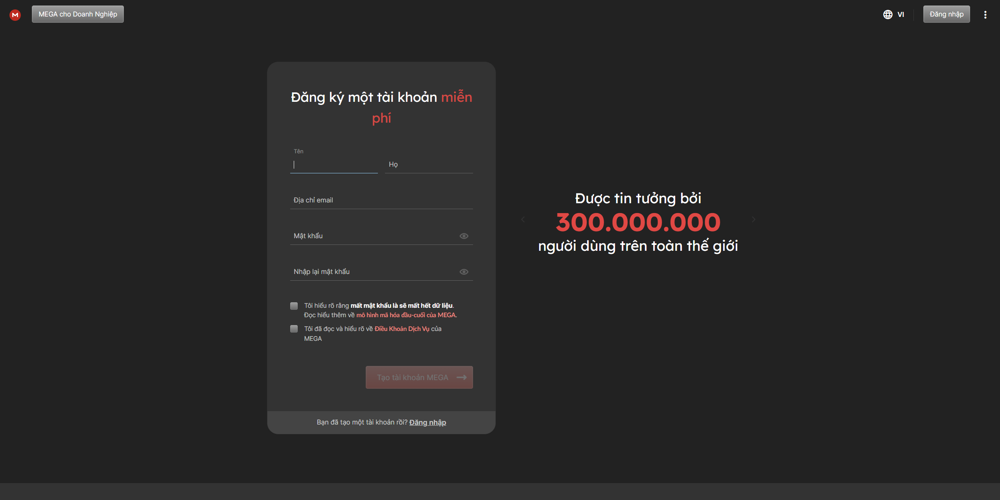 MEGA cho Doanh Nghiệp
VI
Đăng nhập
Đăng ký một tài khoản miễn
phí
Tên
Họ
Địa chỉ email
Mật khẩu
Nhập lại mật khẩu
Tôi hiểu rõ rằng mất mật khẩu là sẽ mất hết dữ liệu.
Đọc hiểu thêm về mô hình mã hóa đầu-cuối của MEGA.
Tôi đã đọc và hiểu rõ về Điều Khoản Dịch Vụ của
MEGA
Tạo tài khoản MEGA
Bạn đã tạo một tài khoản rồi? Đăng nhập
Được tin tưởng bởi
300.000.000
người dùng trên toàn thế giới